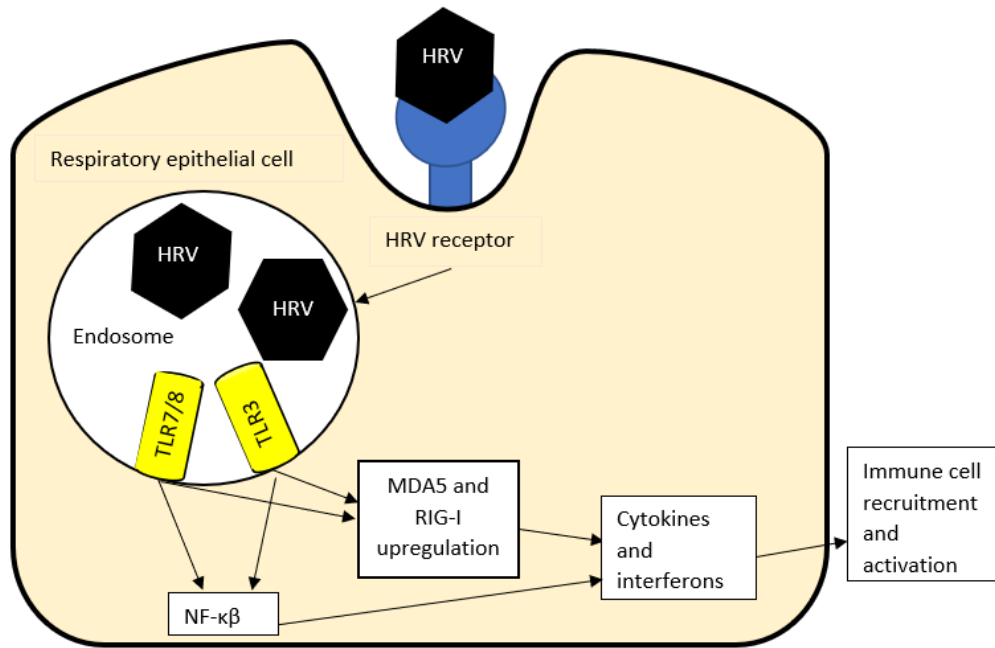 HRV
Respiratory epithelial cell
HRV receptor
HRV
HRV
Endosome
TLR7/8
TLR3
MDA5 and
RIG-I
upregulation
Cytokines
and
interferons
Immune cell
recruitment
and
activation
NF-κβ